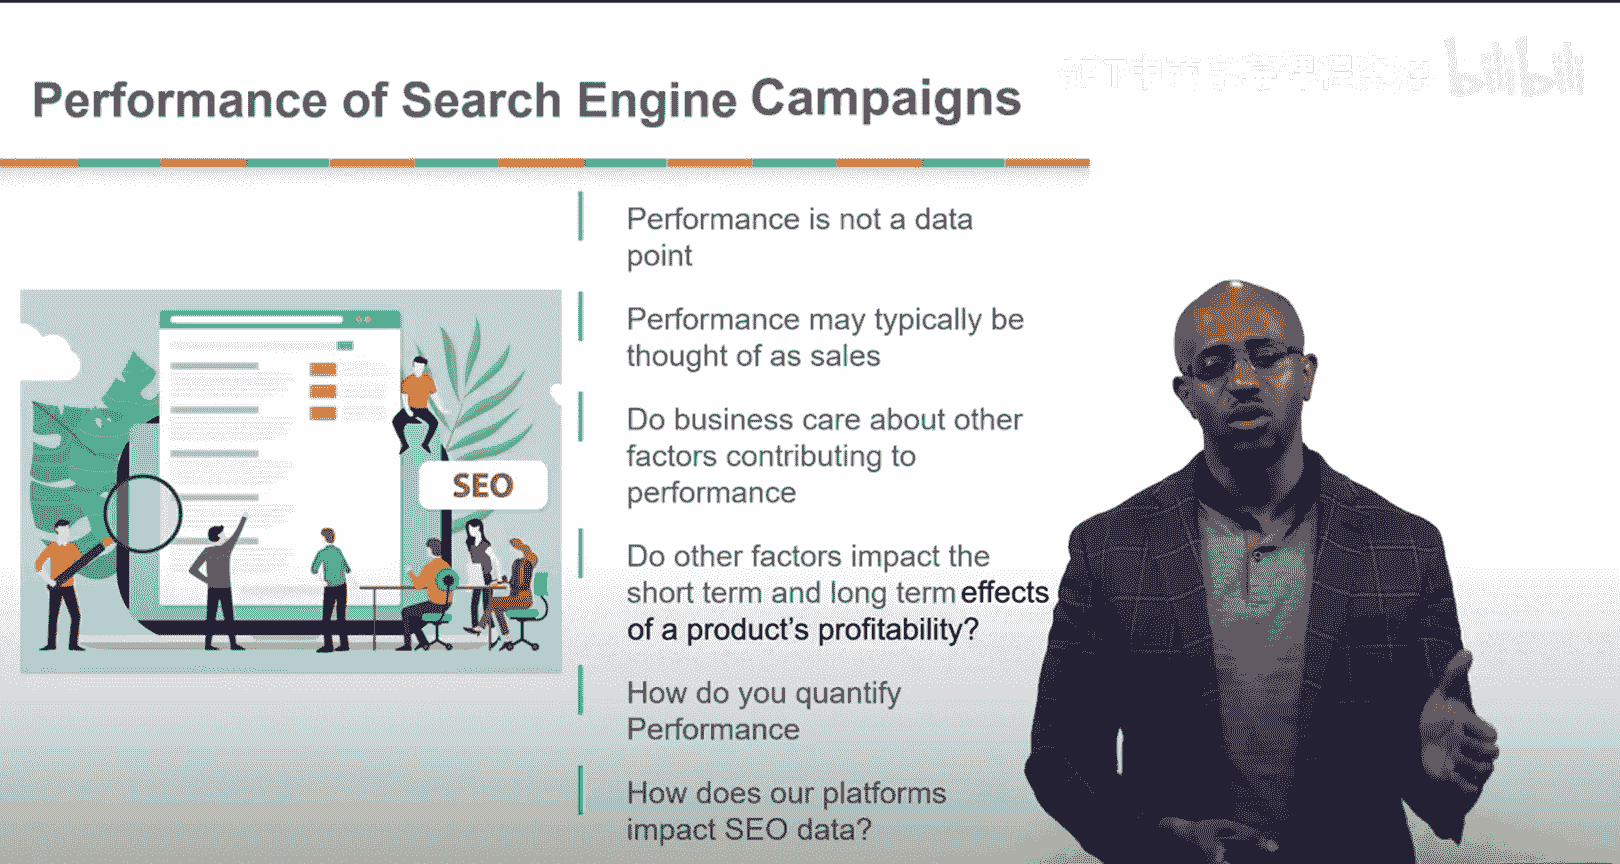 bilibili
Performance of Search Engine Campaigns
Performance is not a data
point
Performance may typically be
thought of as sales
Do business care about other
factors contributing to
performance
Do other factors impact the
short term and long term effects
of a product's profitability?
How do you quantify
Performance
How does our platforms
impact SEO data?
SEO